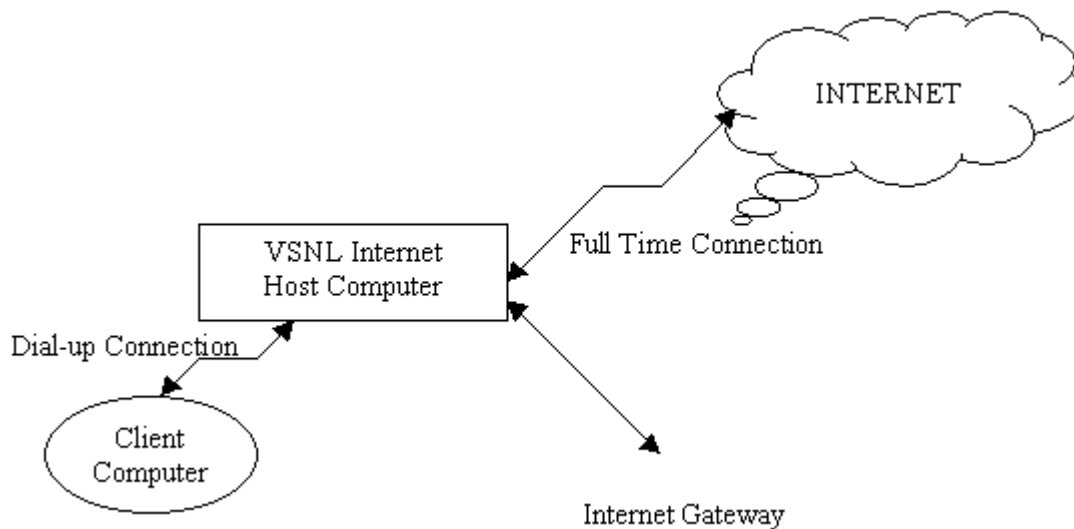 INTERNET
Full Time Connection
VSNL Internet
Host Computer
Dial-up Connection
Client
Computer
Internet Gateway